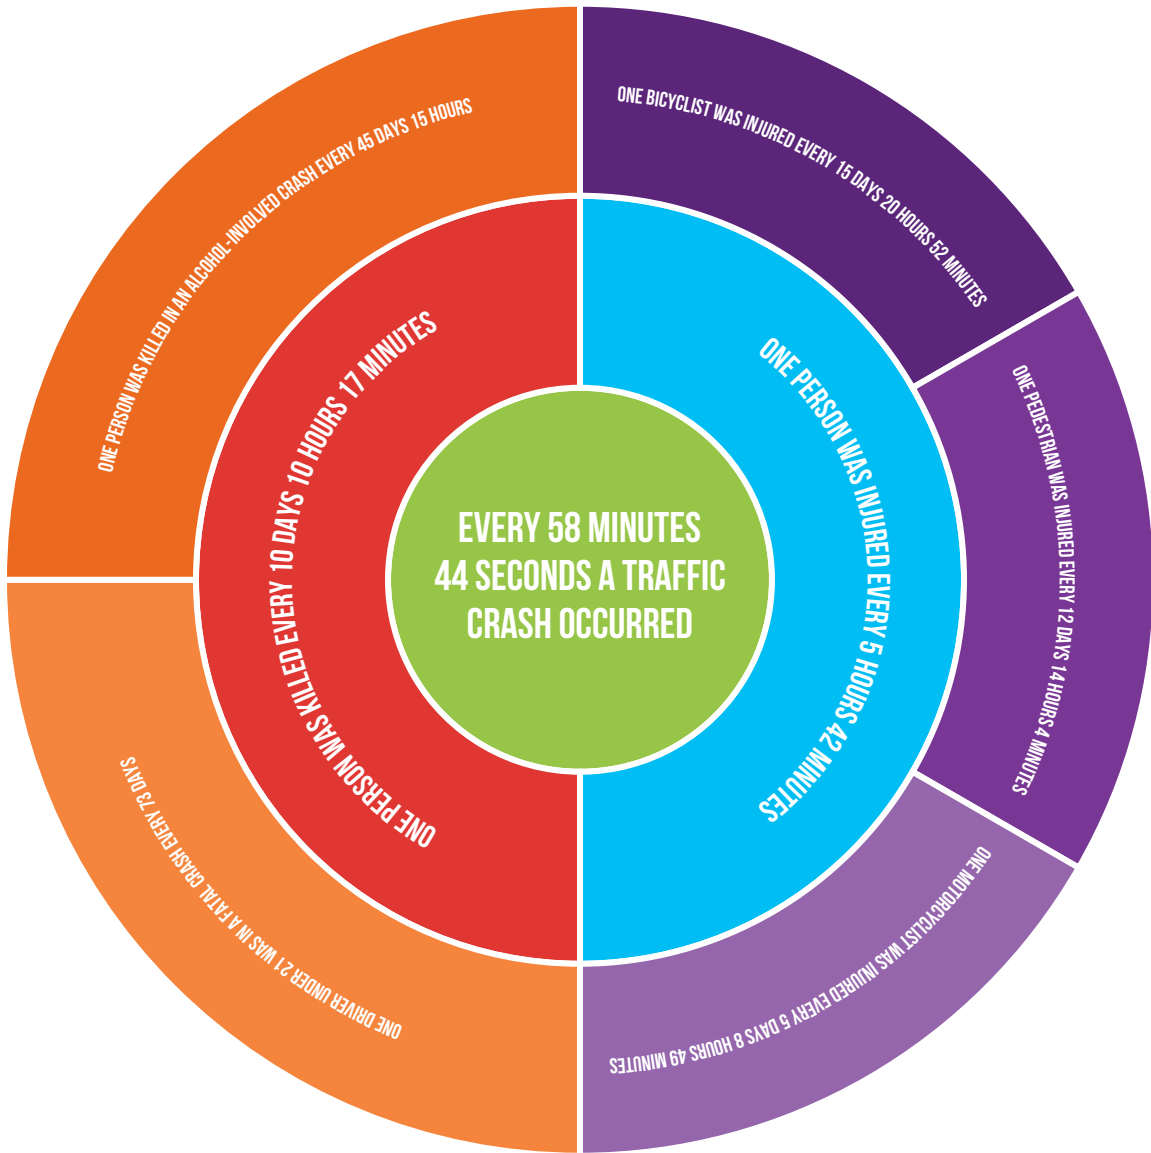 EVERY 58 MINUTES
44 SECONDS A TRAFFIC
CRASH OCCURRED
ONE PERSON WAS KILLED EVERY 10 DAYS 10 HOURS 17 MINUTES
ONE PERSON WAS INJURED EVERY 5 HOURS 42 MINUTES
ONE PERSON WAS KILLED IN AN ALCOHOL-INVOLVED CRASH EVERY 45 DAYS 15 HOURS
ONE BICYCLIST WAS INJURED EVERY 15 DAYS 20 HOURS 52 MINUTES
ONE PEDESTRIAN WAS INJURED EVERY 12 DAYS 14 HOURS 4 MINUTES
ONE MOTORCYCLIST WAS INJURED EVERY 5 DAYS 8 HOURS 49 MINUTES
ONE DRIVER UNDER 21 WAS IN A FATAL CRASH EVERY 73 DAYS